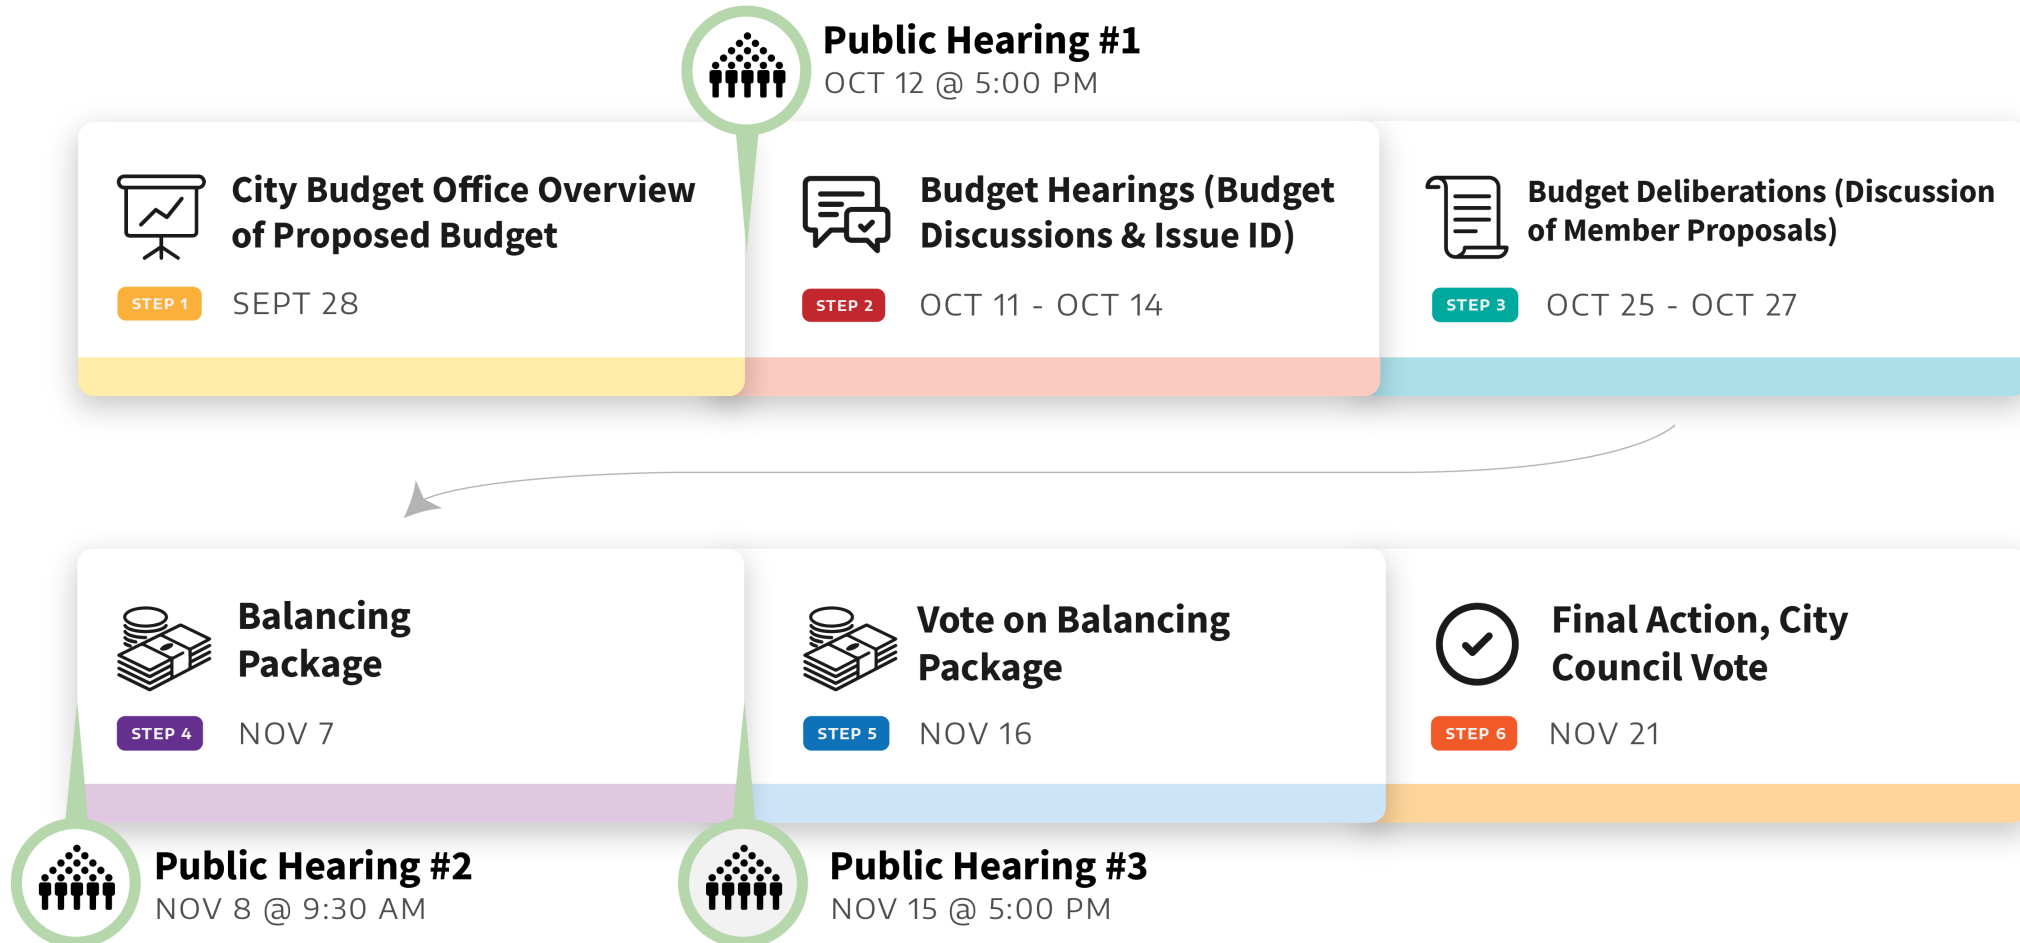 Public Hearing #1
OCT 12 @ 5:00 PM
City Budget Office Overview
of Proposed Budget
STEP 1
SEPT 28
Budget Hearings (Budget
Discussions & Issue ID)
STEP 2
OCT 11 - OCT 14
Budget Deliberations (Discussion
of Member Proposals)
STEP 3
OCT 25 - OCT 27
Balancing
Package
STEP 4
NOV 7
Vote on Balancing
Package
STEP 5
NOV 16
Final Action, City
Council Vote
STEP 6
NOV 21
Public Hearing #2
NOV 8 @ 9:30 AM
Public Hearing #3
NOV 15 @ 5:00 PM